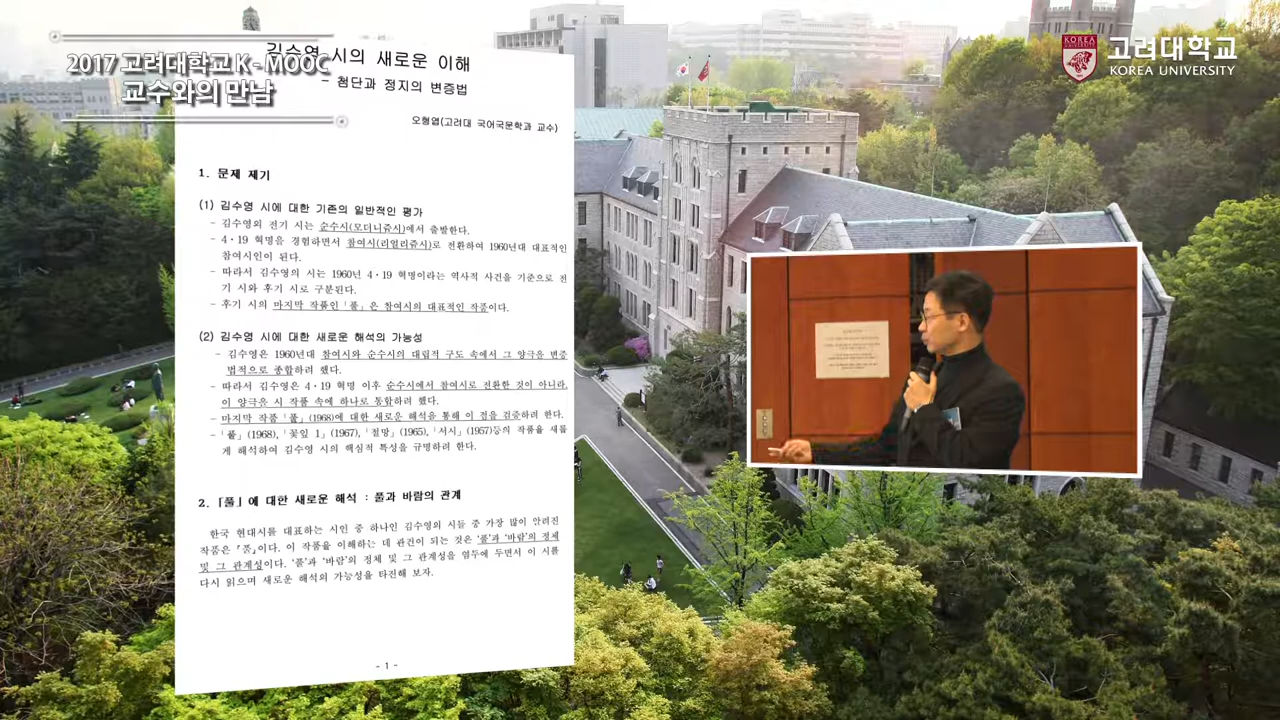 2017 고려대학교 K - MOOC
교수와의 만남
KOREA
고려대학교
KOREA UNIVERSITY
김수영 시의 새로운 이해
- 첨단과 정지의 변증법
오형엽(고려대 국어국문학과 교수)
1. 문제 제기
(1) 김수영 시에 대한 기존의 일반적인 평가
- 김수영의 전기 시는 순수시(모더니즘시)에서 출발한다.
- 4·19 혁명을 경험하면서 참여시(리얼리즘시)로 전환하여 1960년대 대표적인
참여시인이 된다.
- 따라서 김수영의 시는 1960년 4·19 혁명이라는 역사적 사건을 기준으로 전
기 시와 후기 시로 구분된다.
- 후기 시의 마지막 작품인 「풀」은 참여시의 대표적인 작품이다.
(2) 김수영 시에 대한 새로운 해석의 가능성
- 김수영은 1960년대 참여시와 순수시의 대립적 구도 속에서 그 양극을 변증
법적으로 종합하려 했다.
- 따라서 김수영은 4·19 혁명 이후 순수시에서 참여시로 전환한 것이 아니라,
이 양극을 시 작품 속에 하나로 통합하려 했다.
- 마지막 작품 「풀」(1968)에 대한 새로운 해석을 통해 이 점을 검증하려 한다.
- 「풀」(1968), 「꽃잎 1」(1967), 「절망」(1965), 「서시」(1957)등의 작품을 새롭
게 해석하여 김수영 시의 핵심적 특성을 규명하려 한다.
2. 「풀」에 대한 새로운 해석 : 풀과 바람의 관계
한국 현대시를 대표하는 시인 중 하나인 김수영의 시들 중 가장 많이 알려진
작품은 「풀」이다. 이 작품을 이해하는 데 관건이 되는 것은 '풀'과 '바람'의 정체
및 그 관계성이다. '풀'과 '바람'의 정체 및 그 관계성을 염두에 두면서 이 시를
다시 읽으며 새로운 해석의 가능성을 타진해 보자.
- 1 -